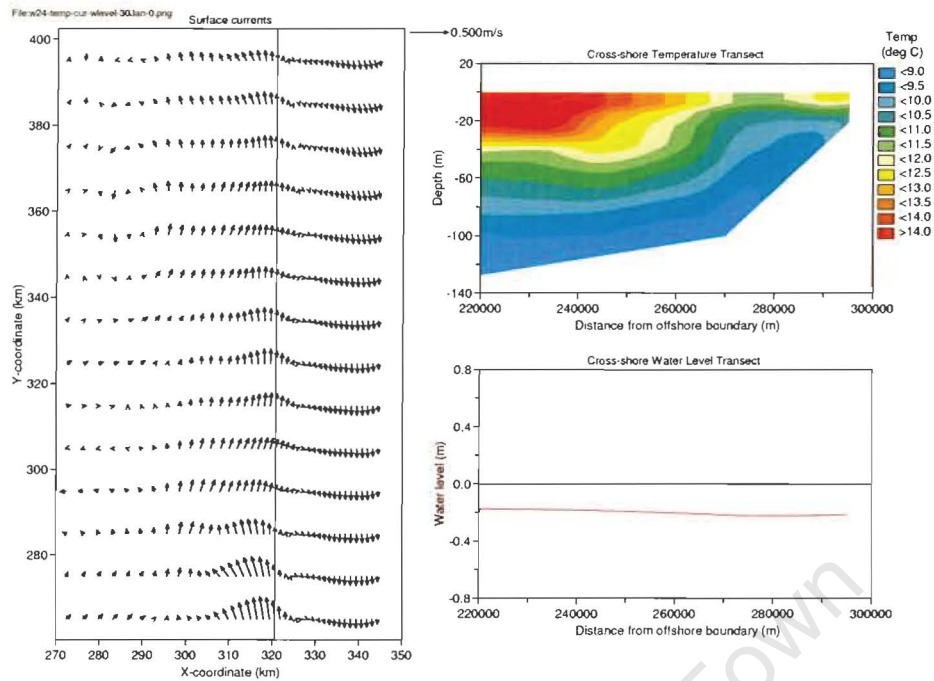 File:w24-temp-cur-wlevel-30Jan-0.png
Surface currents
0.500m/s
400
380
360
340
320
300
280
Y-coordinate (km)
270 280 290 300 310 320 330 340 350
X-coordinate (km)
Cross-shore Temperature Transect
20
-20
-60
-100
-140
Depth (m)
220000 240000 260000 280000 300000
Distance from offshore boundary (m)
Temp
(deg C)
<9.0
<9.5
<10.0
<10.5
<11.0
<11.5
<12.0
<12.5
<13.0
<13.5
<14.0
>14.0
Cross-shore Water Level Transect
0.8
0.4
0.0
-0.4
-0.8
Water level (m)
220000 240000 260000 280000 300000
Distance from offshore boundary (m)
Town